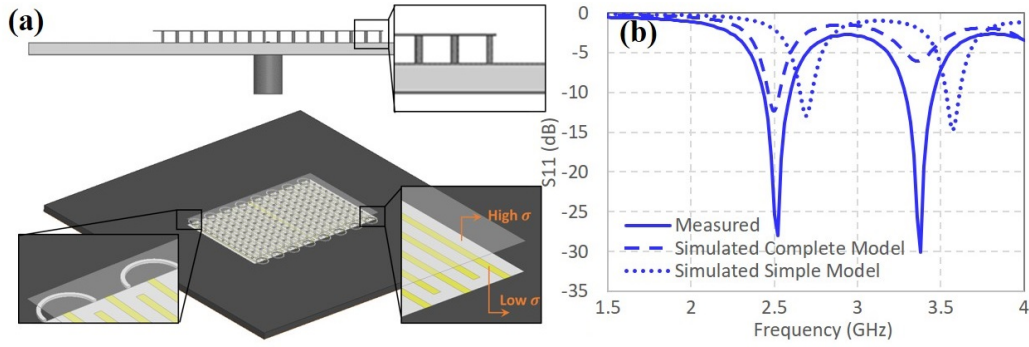 (a)
High σ
Low σ
(b)
0
-5
-10
-15
-20
-25
-30
-35
S11 (dB)
Measured
Simulated Complete Model
Simulated Simple Model
1.5
2
2.5
3
3.5
4
Frequency (GHz)